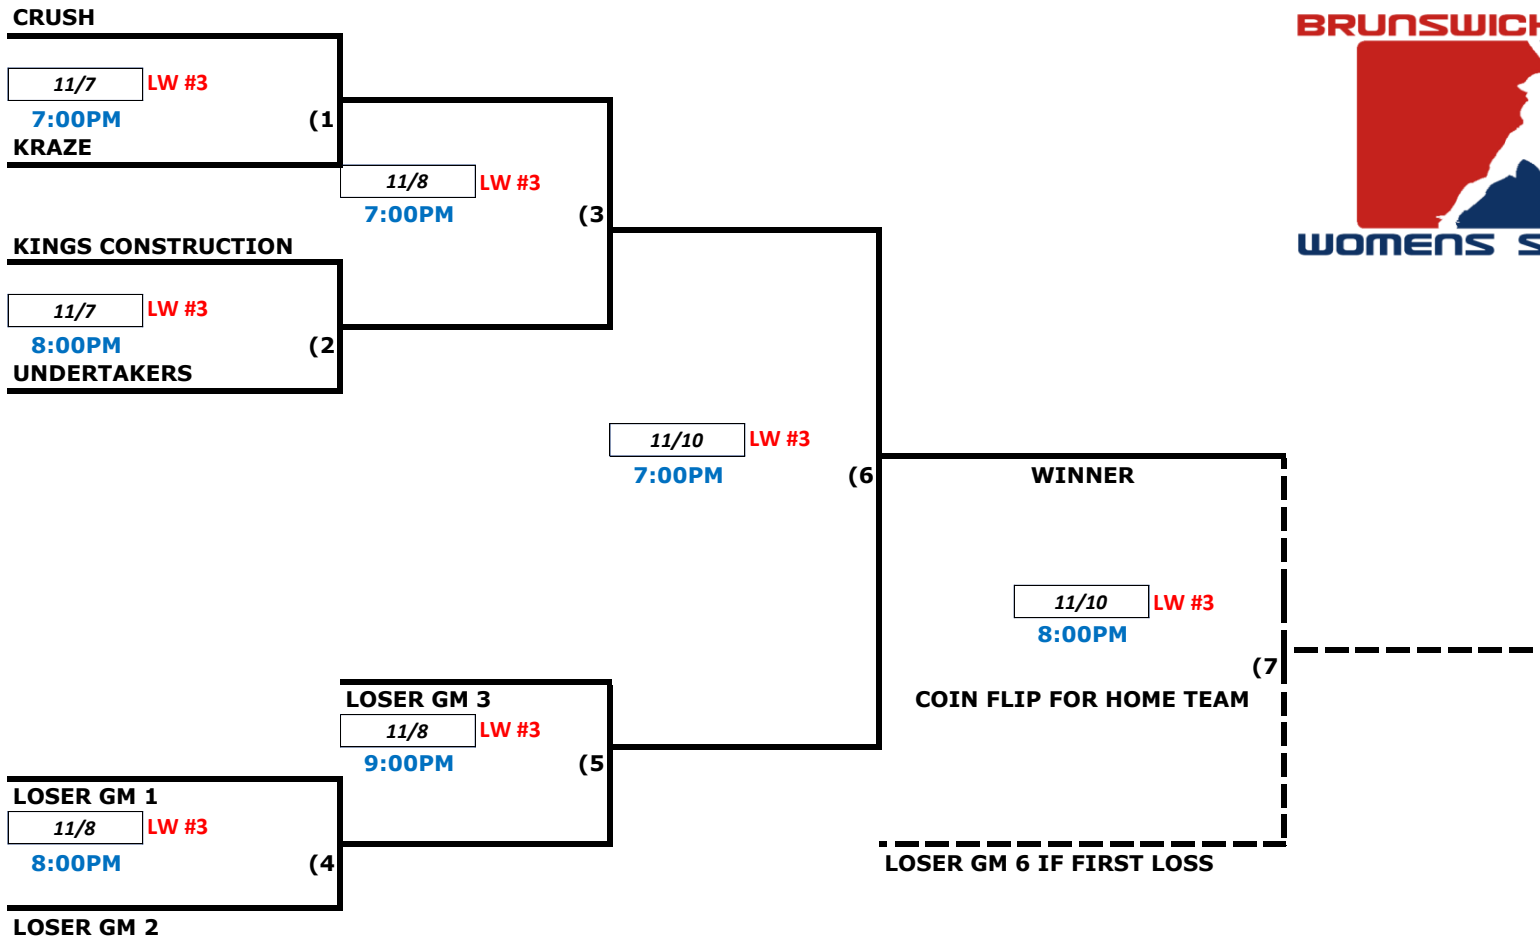 CRUSH
BRUNSWICH
11/7 LW #3
7:00PM (1
KRAZE
11/8 LW #3
7:00PM (3
KINGS CONSTRUCTION
WOMENS S
11/7 LW #3
8:00PM (2
UNDERTAKERS
11/10 LW #3
7:00PM (6
WINNER
11/10 LW #3
8:00PM
(7
LOSER GM 3
COIN FLIP FOR HOME TEAM
11/8 LW #3
9:00PM (5
LOSER GM 1
11/8 LW #3
8:00PM (4
LOSER GM 6 IF FIRST LOSS
LOSER GM 2